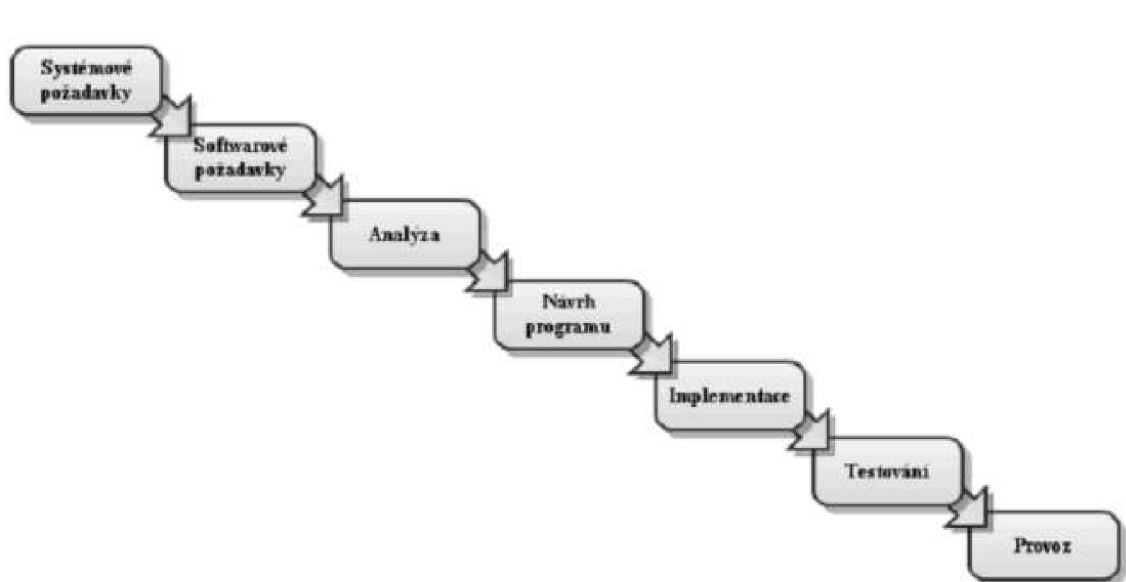 Systémové
požadavky
Softwarové
požadavky
Analýza
Návrh
programu
Implementace
Testování
Provoz